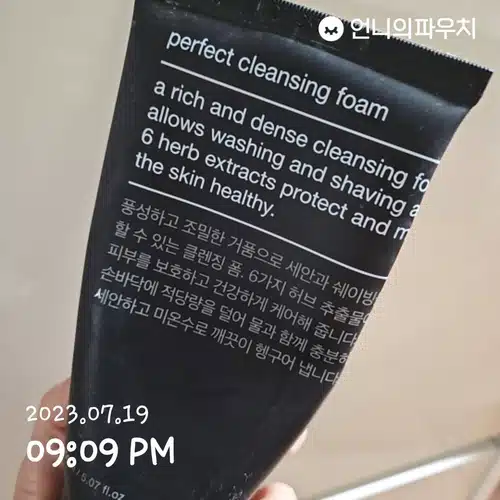 언니의파우치
perfect cleansing foam
a rich and dense cleansing fo
allows washing and shaving a
6 herb extracts protect and m
the skin healthy.
풍성하고 조밀한 거품으로 세안과 쉐이빙
할 수 있는 클렌징 폼. 6가지 허브 추출물
피부를 보호하고 건강하게 케어해 줍니다
손바닥에 적당량을 덜어 물과 함께 충분히
세안하고 미온수로 깨끗이 헹구어 냅니다
2023.07.19
09:09 PM
5.07 fl.oz